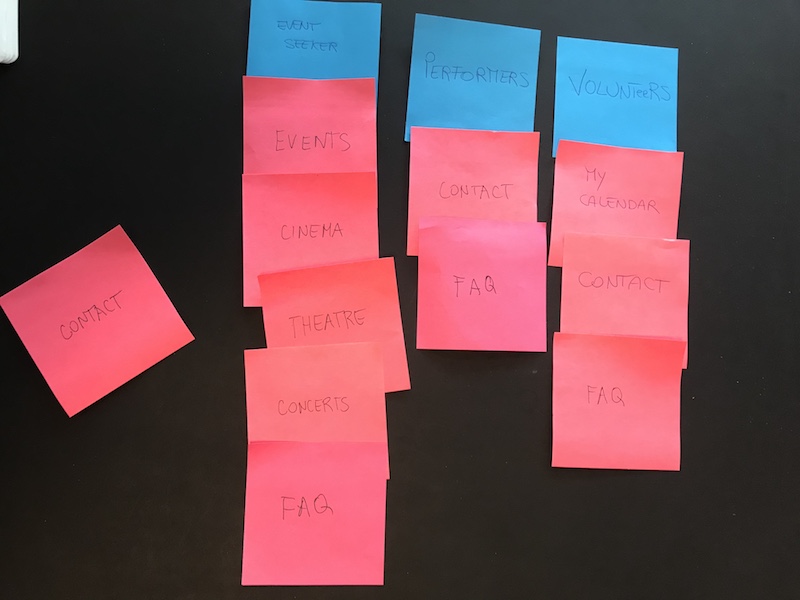 EVENT
SEEKER
EVENTS
CINEMA
THEATRE
CONCERTS
FAQ
PERFORMERS
CONTACT
FAQ
VOLUNTEERS
MY
CALENDAR
CONTACT
FAQ
CONTACT